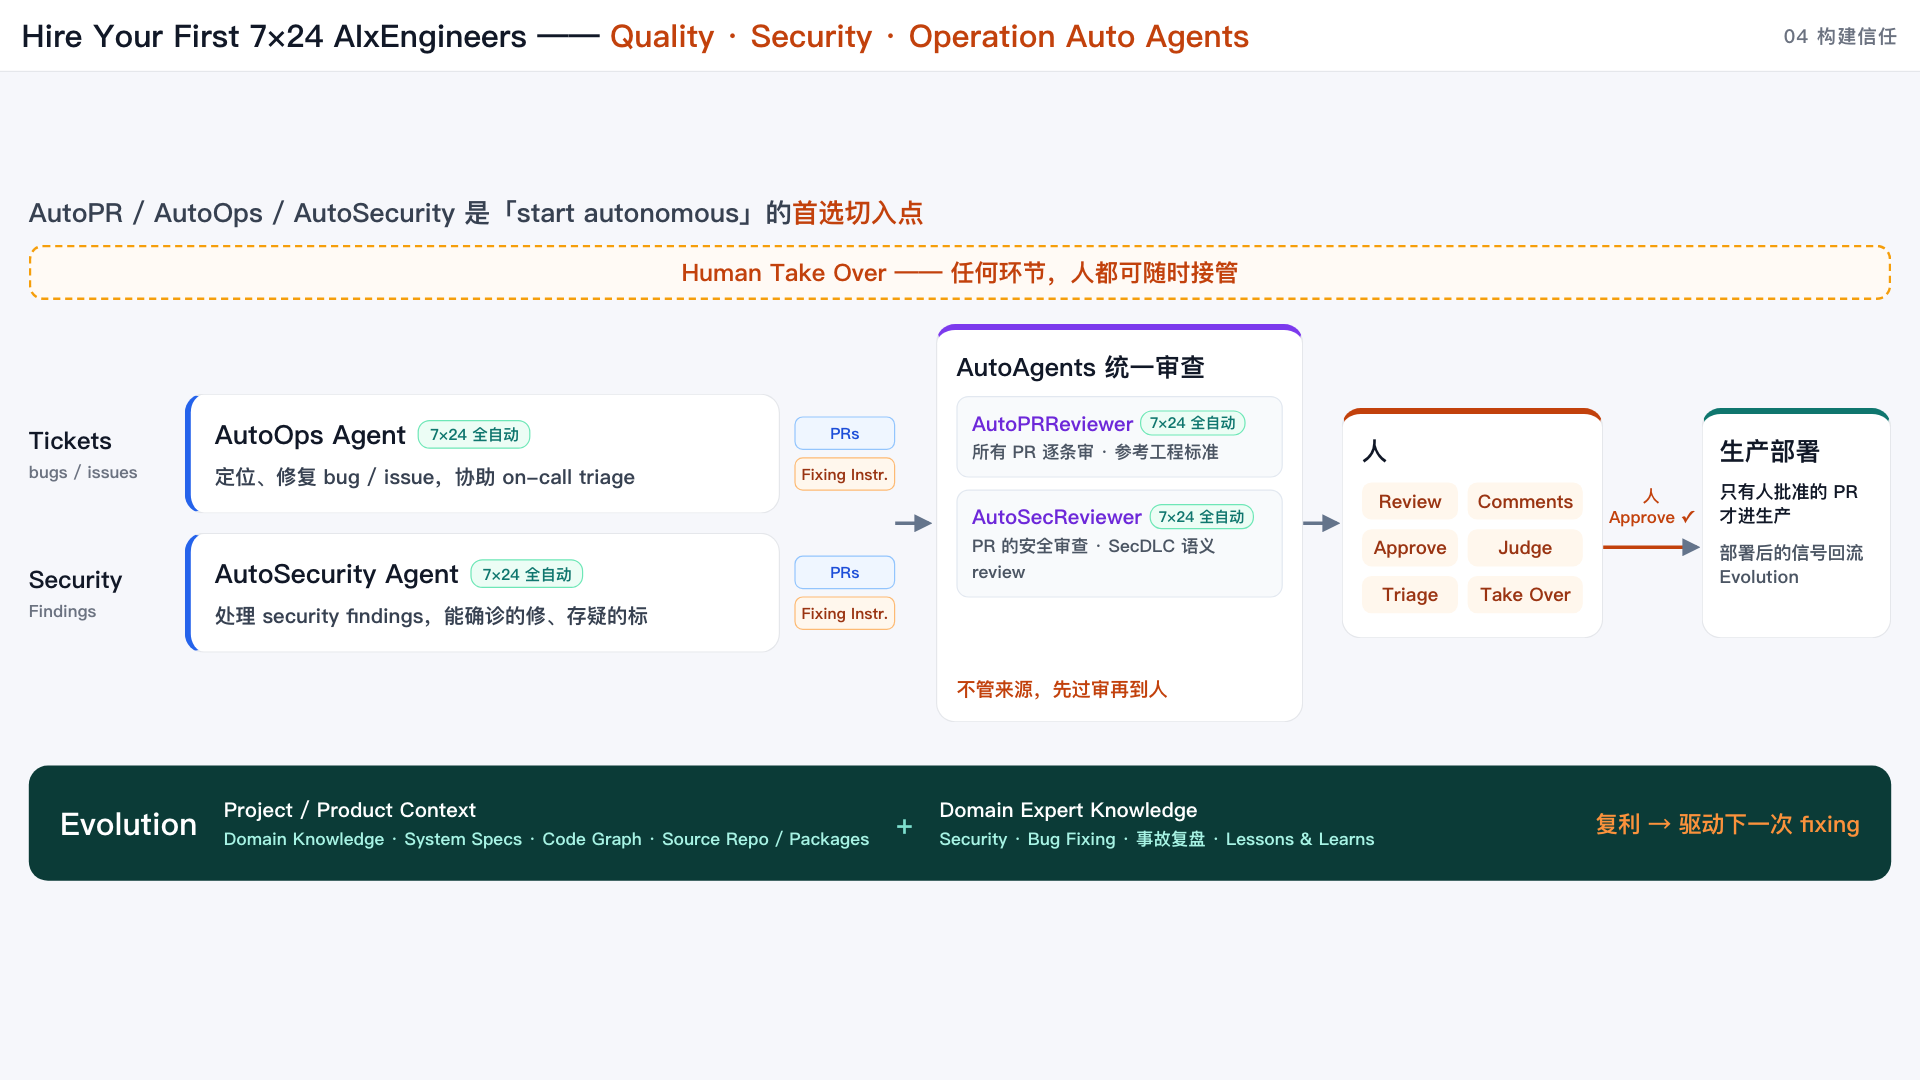 Hire Your First 7×24 AIxEngineers —— Quality · Security · Operation Auto Agents
04 构建信任
AutoPR / AutoOps / AutoSecurity 是「start autonomous」的首选切入点
Human Take Over —— 任何环节，人都可随时接管
Tickets
bugs / issues
AutoOps Agent 7×24 全自动
定位、修复 bug / issue，协助 on-call triage
PRs
Fixing Instr.
Security
Findings
AutoSecurity Agent 7×24 全自动
处理 security findings，能确诊的修、存疑的标
PRs
Fixing Instr.
AutoAgents 统一审查
AutoPRReviewer 7×24 全自动
所有 PR 逐条审 · 参考工程标准
AutoSecReviewer 7×24 全自动
PR 的安全审查 · SecDLC 语义
review
不管来源，先过审再到人
人
Review Comments
Approve Judge
Triage Take Over
人
Approve ✓
生产部署
只有人批准的 PR
才进生产
部署后的信号回流
Evolution
Evolution
Project / Product Context
Domain Knowledge · System Specs · Code Graph · Source Repo / Packages
+
Domain Expert Knowledge
Security · Bug Fixing · 事故复盘 · Lessons & Learns
复利 → 驱动下一次 fixing